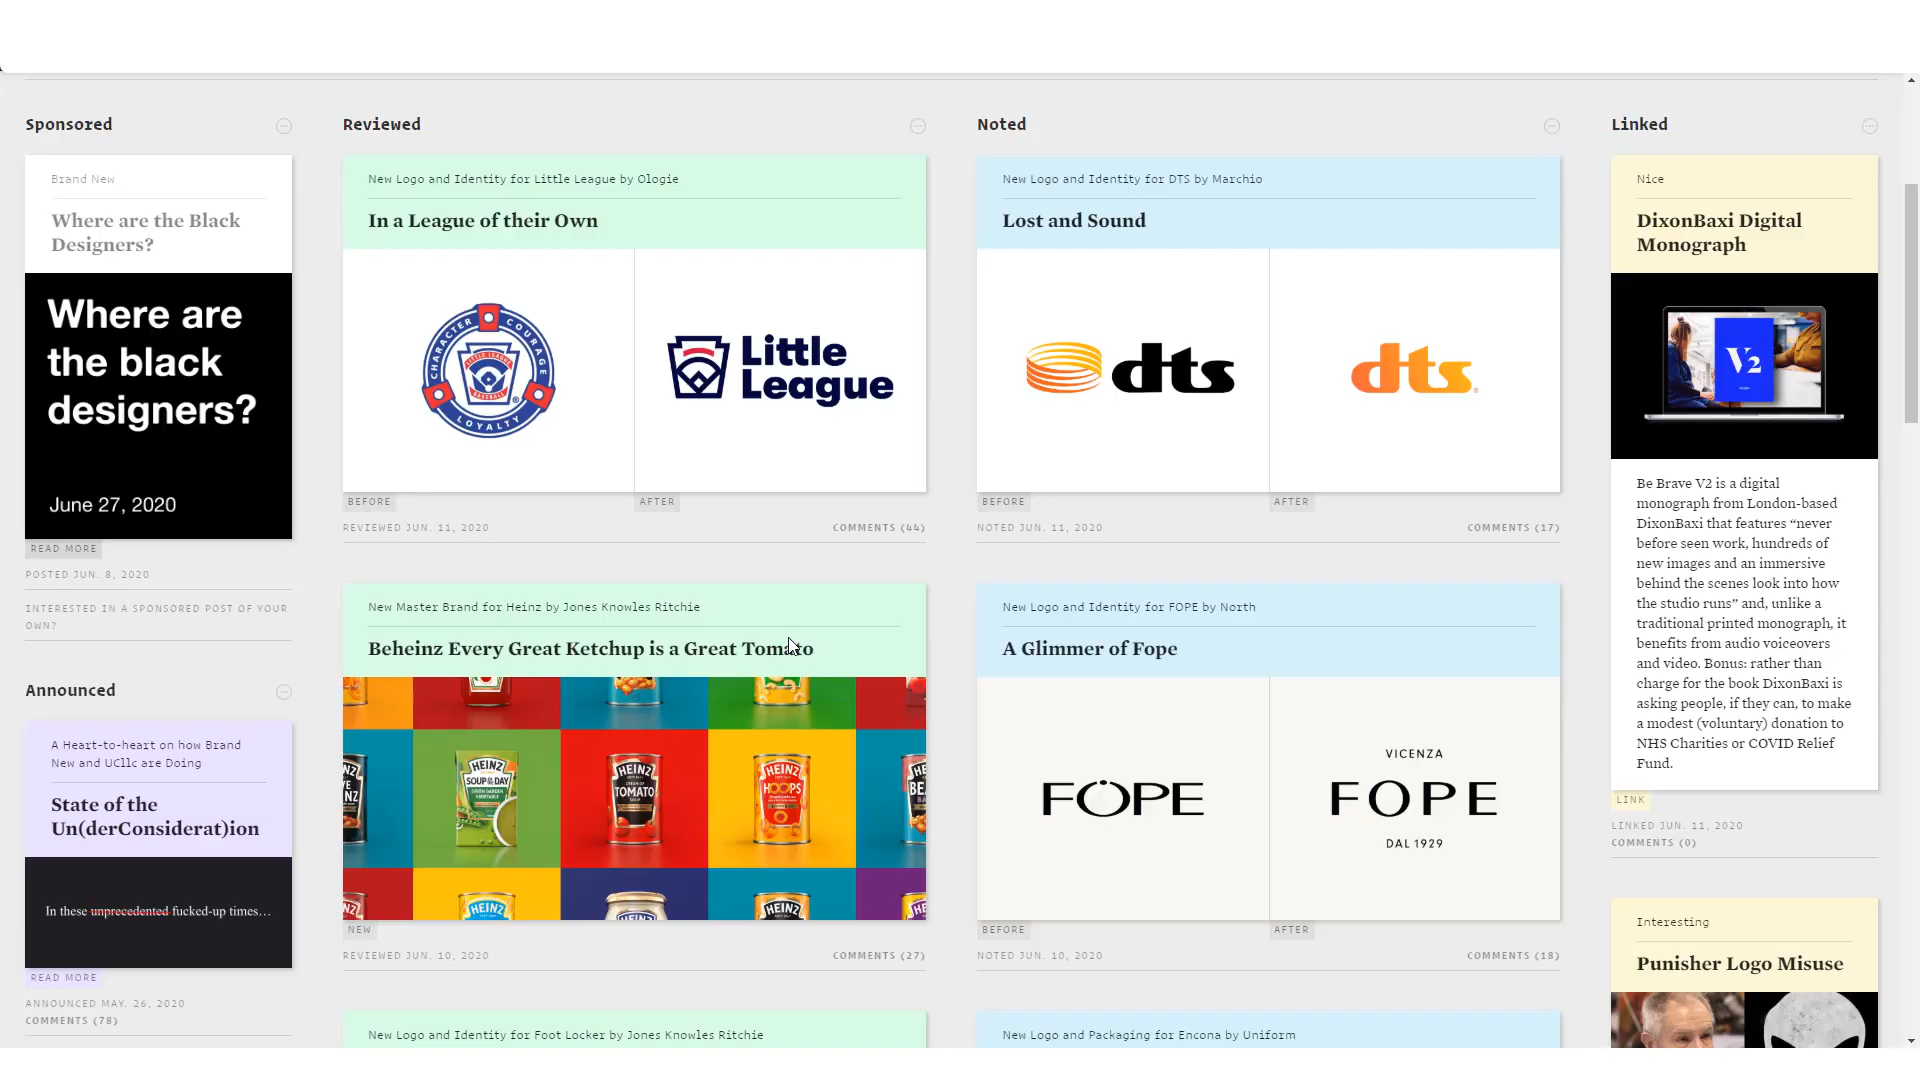 Sponsored
Brand New
Where are the Black
Designers?
Where are
the black
designers?
June 27, 2020
READ MORE
POSTED JUN. 8, 2020
INTERESTED IN A SPONSORED POST OF YOUR
OWN?
Announced
A Heart-to-heart on how Brand
New and UCllc are Doing
State of the
Un(derConsiderat)ion
In these unprecedented fucked-up times…
READ MORE
ANNOUNCED MAY. 26, 2020
COMMENTS (78)
Reviewed
New Logo and Identity for Little League by Ologie
In a League of their Own
CHARACTER COURAGE
LITTLE LEAGUE
BASEBALL
LOYALTY
Little
League
BEFORE
AFTER
REVIEWED JUN. 11, 2020
COMMENTS (44)
New Master Brand for Heinz by Jones Knowles Ritchie
Beheinz Every Great Ketchup is a Great Tomato
HEINZ
SOUP OF THE DAY
HEINZ
TOMATO
HEINZ
HOOPS
HEINZ
HEINZ
HEINZ
NEW
REVIEWED JUN. 10, 2020
COMMENTS (27)
New Logo and Identity for Foot Locker by Jones Knowles Ritchie
Noted
New Logo and Identity for DTS by Marchio
Lost and Sound
dts
dts
BEFORE
AFTER
NOTED JUN. 11, 2020
COMMENTS (17)
New Logo and Identity for FOPE by North
A Glimmer of Fope
FOPE
VICENZA
FOPE
DAL 1929
BEFORE
AFTER
NOTED JUN. 10, 2020
COMMENTS (18)
New Logo and Packaging for Encona by Uniform
Linked
Nice
DixonBaxi Digital
Monograph
V2
Be Brave V2 is a digital
monograph from London-based
DixonBaxi that features “never
before seen work, hundreds of
new images and an immersive
behind the scenes look into how
the studio runs” and, unlike a
traditional printed monograph, it
benefits from audio voiceovers
and video. Bonus: rather than
charge for the book DixonBaxi is
asking people, if they can, to make
a modest (voluntary) donation to
NHS Charities or COVID Relief
Fund.
LINK
LINKED JUN. 11, 2020
COMMENTS (0)
Interesting
Punisher Logo Misuse